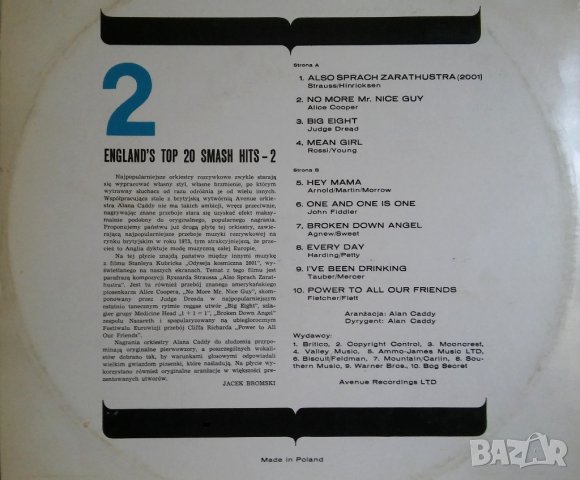 2
ENGLAND'S TOP 20 SMASH HITS - 2
Najpopularniejsze orkiestry rozrywkowe zwykle starają
się wypracować własny styl, własne brzmienie, po którym
wytrawny słuchacz od razu odróżnia je od wielu innych.
Współpracująca stale z brytyjską wytwórnią Avenue orkie-
stra Alana Caddy nie ma takich ambicji, wręcz przeciwnie,
nagrywając znane przeboje stara się uzyskać efekt maksy-
malnie podobny do oryginalnego, popularnego nagrania.
Proponujemy państwu już drugą płytę tej orkiestry, zawie-
rającą najpopularniejsze przeboje muzyki rozrywkowej na
rynku brytyjskim w roku 1973, tym atrakcyjniejszą, że prze-
cież to Anglia dyktuje modę muzyczną całej Europie.
Na tej płycie znajdą państwo między innymi muzykę
z filmu Stanleya Kubricka „Odyseja kosmiczna 2001", wy-
świetlanego na naszych ekranach. Temat z tego filmu jest
parafrazą kompozycji Ryszarda Straussa „Also Sprach Zarat-
hustra". Jest tu również przebój znanego amerykańskiego
piosenkarza Alice Coopera, „No More Mr. Nice Guy", skom-
ponowany przez Judge Dreada w najpopularniejszym
ostatnio tanecznym rytmie reggae utwór „Big Eight", szla-
gier grupy Medicine Head „1 + 1 = 1", „Broken Down Angel"
zespołu Nazareth i spopularyzowany na ubiegłorocznym
Festiwalu Eurowizji przebój Cliffa Richarda „Power to All
Our Friends".
Nagrania orkiestry Alana Caddy do złudzenia przypo-
minają oryginalne pierwowzory, a poszczególnych wokali-
stów dobrano tak, by warunkami głosowymi odpowiadali
wielkim gwiazdom piosenki, które naśladują. Na płycie wy-
korzystano również oryginalne aranżacje w większości pre-
zentowanych utworów.
JACEK BROMSKI
Strona A
1. ALSO SPRACH ZARATHUSTRA (2001)
Strauss/Hinricksen
2. NO MORE Mr. NICE GUY
Alice Cooper
3. BIG EIGHT
Judge Dread
4. MEAN GIRL
Rossi/Young
Strona B
5. HEY MAMA
Arnold/Martin/Morrow
6. ONE AND ONE IS ONE
John Fiddler
7. BROKEN DOWN ANGEL
Agnew/Sweet
8. EVERY DAY
Harding/Petty
9. I'VE BEEN DRINKING
Tauber/Mercer
10. POWER TO ALL OUR FRIENDS
Fletcher/Flett
Aranżacja: Alan Caddy
Dyrygent: Alan Caddy
Wydawcy:
1. Britico, 2. Copyright Control, 3. Mooncrest,
4. Valley Music, 5. Ammo-James Music LTD,
6. Biscuit/Feldman, 7. Mountain/Carlin, 8. Sou-
thern Music, 9. Warner Bros., 10. Bog Secret
Avenue Recordings LTD
Made in Poland
BAZAR.bg